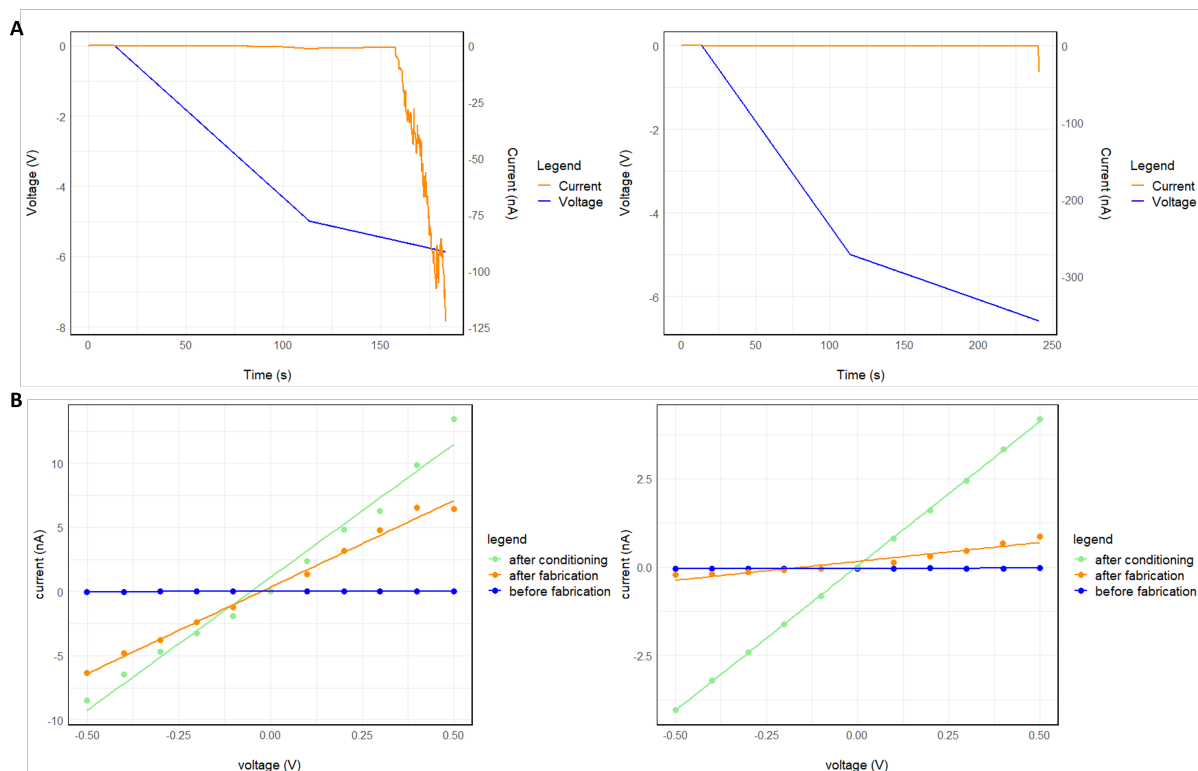 A
0
-2
-4
-6
-8
Voltage (V)
0
-25
-50
-75
-100
-125
Current (nA)
0
50
100
150
Time (s)
Legend
Current
Voltage
0
-2
-4
-6
Voltage (V)
0
-100
-200
-300
Current (nA)
0
50
100
150
200
250
Time (s)
Legend
Current
Voltage
B
10
5
0
-5
-10
current (nA)
-0.50
-0.25
0.00
0.25
0.50
voltage (V)
legend
after conditioning
after fabrication
before fabrication
2.5
0.0
-2.5
current (nA)
-0.50
-0.25
0.00
0.25
0.50
voltage (V)
legend
after conditioning
after fabrication
before fabrication